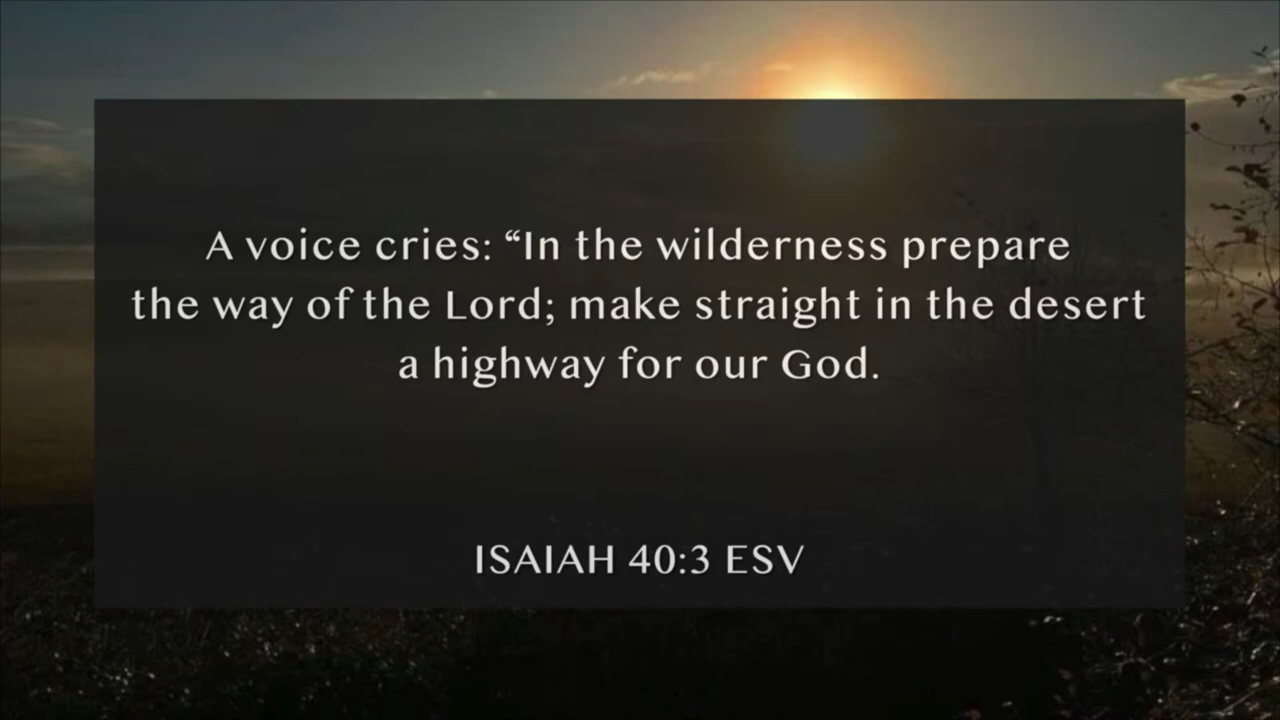 A voice cries: “In the wilderness prepare
the way of the Lord; make straight in the desert
a highway for our God.
ISAIAH 40:3 ESV